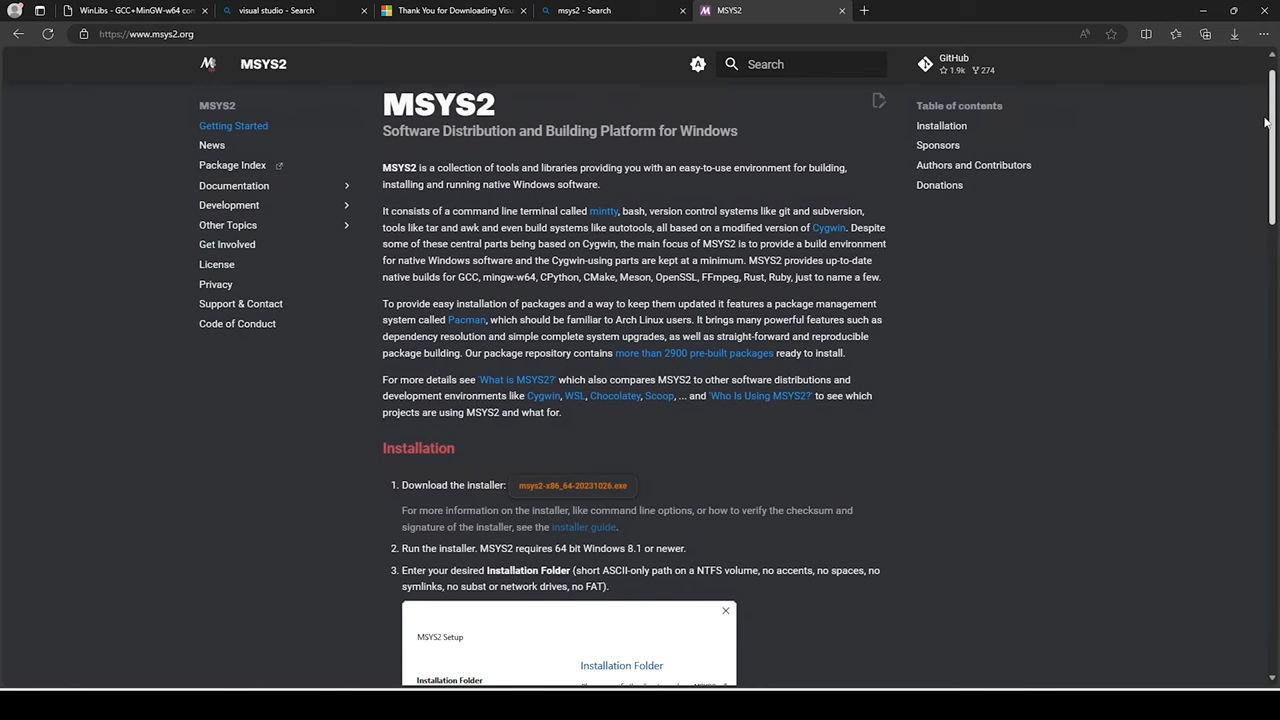 WinLibs - GCC+MinGW-w64 com
visual studio - Search
Thank You for Downloading Visu
msys2 - Search
MSYS2
https://www.msys2.org
MSYS2
Search
GitHub
1.9k 274
MSYS2
Getting Started
News
Package Index
Documentation
Development
Other Topics
Get Involved
License
Privacy
Support & Contact
Code of Conduct
MSYS2
Software Distribution and Building Platform for Windows
MSYS2 is a collection of tools and libraries providing you with an easy-to-use environment for building,
installing and running native Windows software.
It consists of a command line terminal called mintty, bash, version control systems like git and subversion,
tools like tar and awk and even build systems like autotools, all based on a modified version of Cygwin. Despite
some of these central parts being based on Cygwin, the main focus of MSYS2 is to provide a build environment
for native Windows software and the Cygwin-using parts are kept at a minimum. MSYS2 provides up-to-date
native builds for GCC, mingw-w64, CPython, CMake, Meson, OpenSSL, FFmpeg, Rust, Ruby, just to name a few.
To provide easy installation of packages and a way to keep them updated it features a package management
system called Pacman, which should be familiar to Arch Linux users. It brings many powerful features such as
dependency resolution and simple complete system upgrades, as well as straight-forward and reproducible
package building. Our package repository contains more than 2900 pre-built packages ready to install.
For more details see 'What is MSYS2?' which also compares MSYS2 to other software distributions and
development environments like Cygwin, WSL, Chocolatey, Scoop, ... and 'Who Is Using MSYS2?' to see which
projects are using MSYS2 and what for.
Installation
1. Download the installer: msys2-x86_64-20231026.exe
For more information on the installer, like command line options, or how to verify the checksum and
signature of the installer, see the installer guide.
2. Run the installer. MSYS2 requires 64 bit Windows 8.1 or newer.
3. Enter your desired Installation Folder (short ASCII-only path on a NTFS volume, no accents, no spaces, no
symlinks, no subst or network drives, no FAT).
MSYS2 Setup
Installation Folder
Installation Folder
Table of contents
Installation
Sponsors
Authors and Contributors
Donations